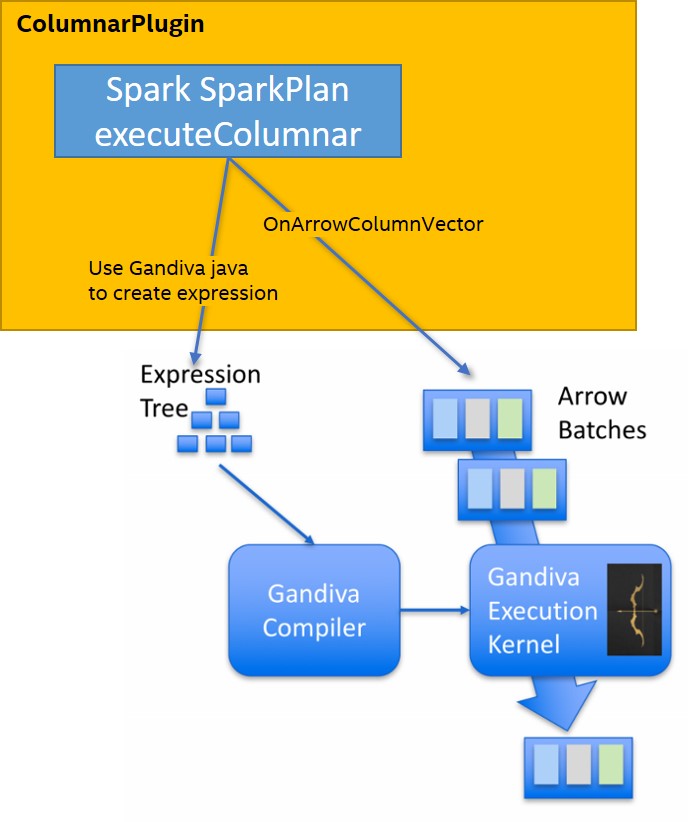 ColumnarPlugin
Spark SparkPlan
executeColumnar
OnArrowColumnVector
Use Gandiva java
to create expression
Expression
Tree
Arrow
Batches
Gandiva
Compiler
Gandiva
Execution
Kernel